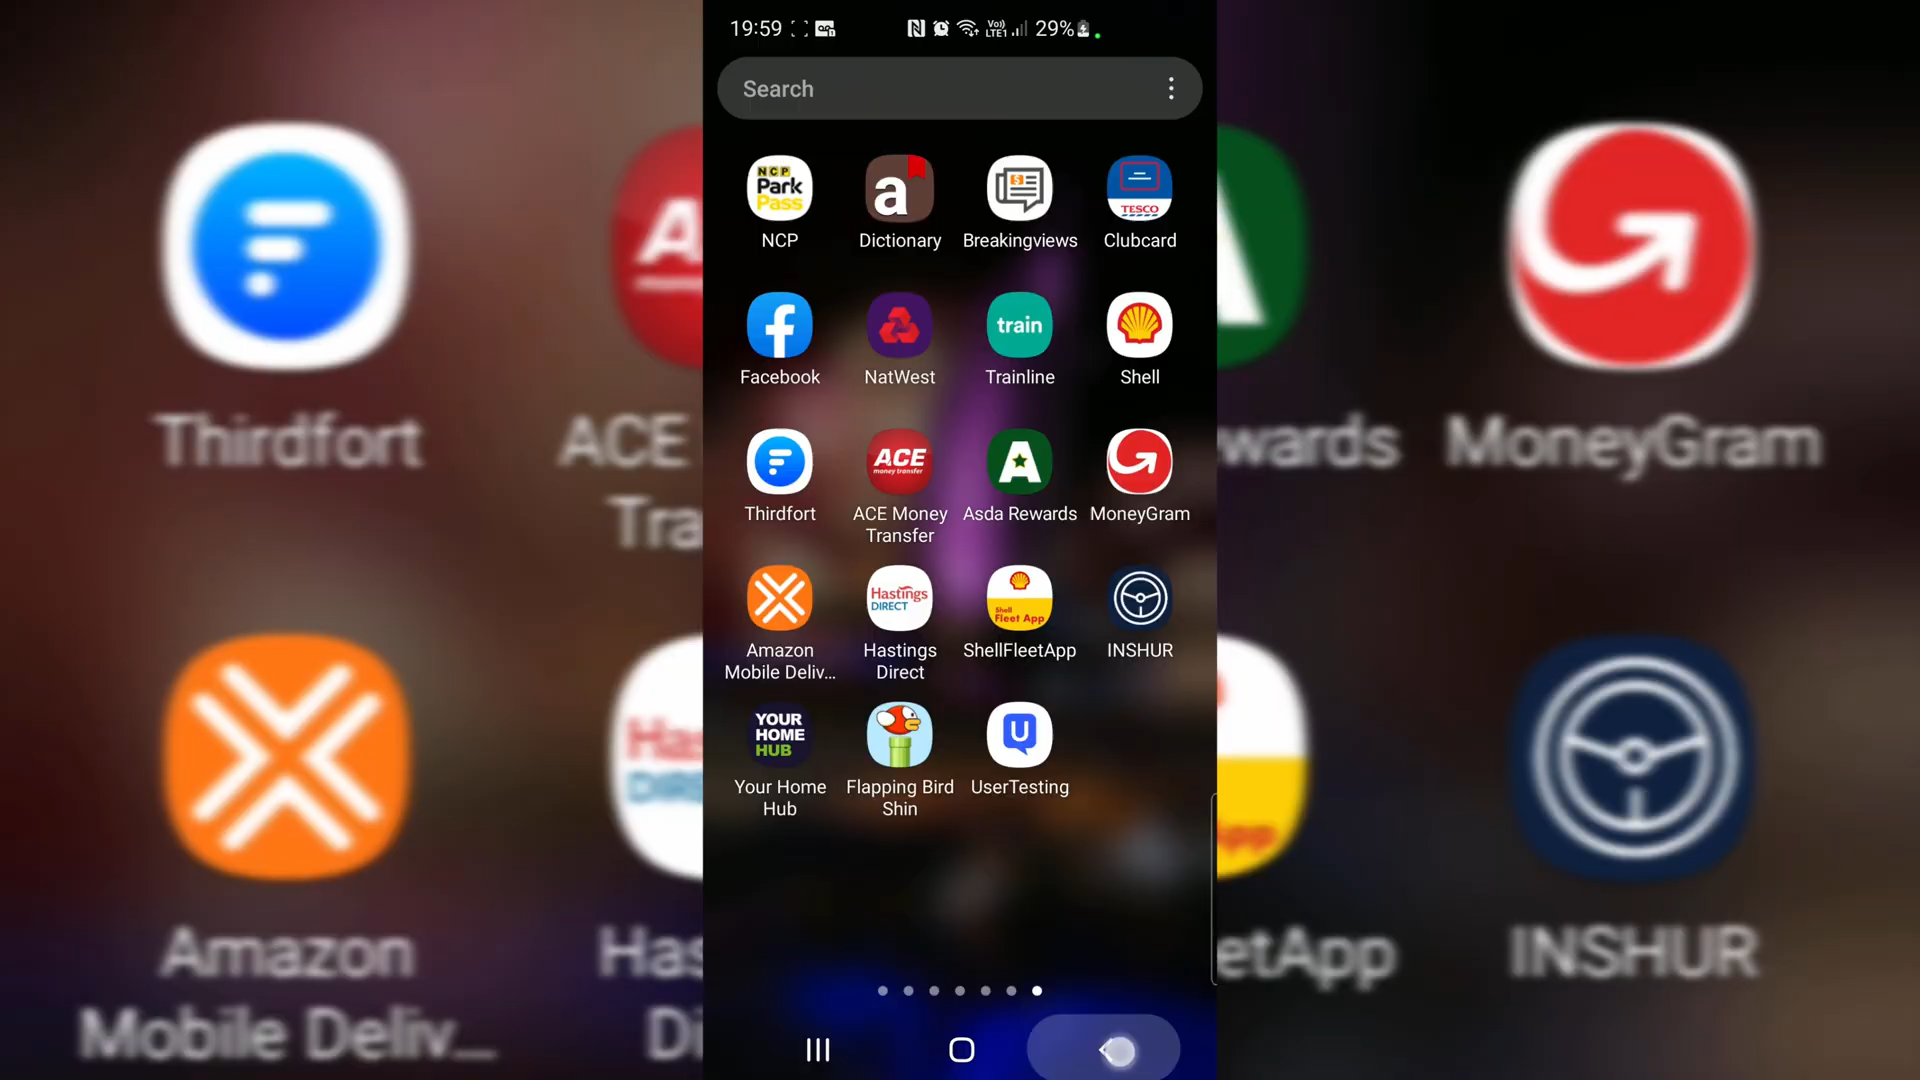 19:59
Vo))
LTE1
29%
Search
NCP
Park
Pass
a
TESCO
NCP
Dictionary
Breakingviews
Clubcard
train
Facebook
NatWest
Trainline
Shell
ACE
money transfer
A
Thirdfort
ACE Money
Transfer
Asda Rewards
MoneyGram
Hastings
DIRECT
Shell
Fleet App
Amazon
Mobile Deliv...
Hastings
Direct
ShellFleetApp
INSHUR
YOUR
HOME
HUB
U
Your Home
Hub
Flapping Bird
Shin
UserTesting
Thirdfort
ACE
Tra
wards
MoneyGram
Amazon
Mobile Deliv...
Has
Di
etApp
INSHUR